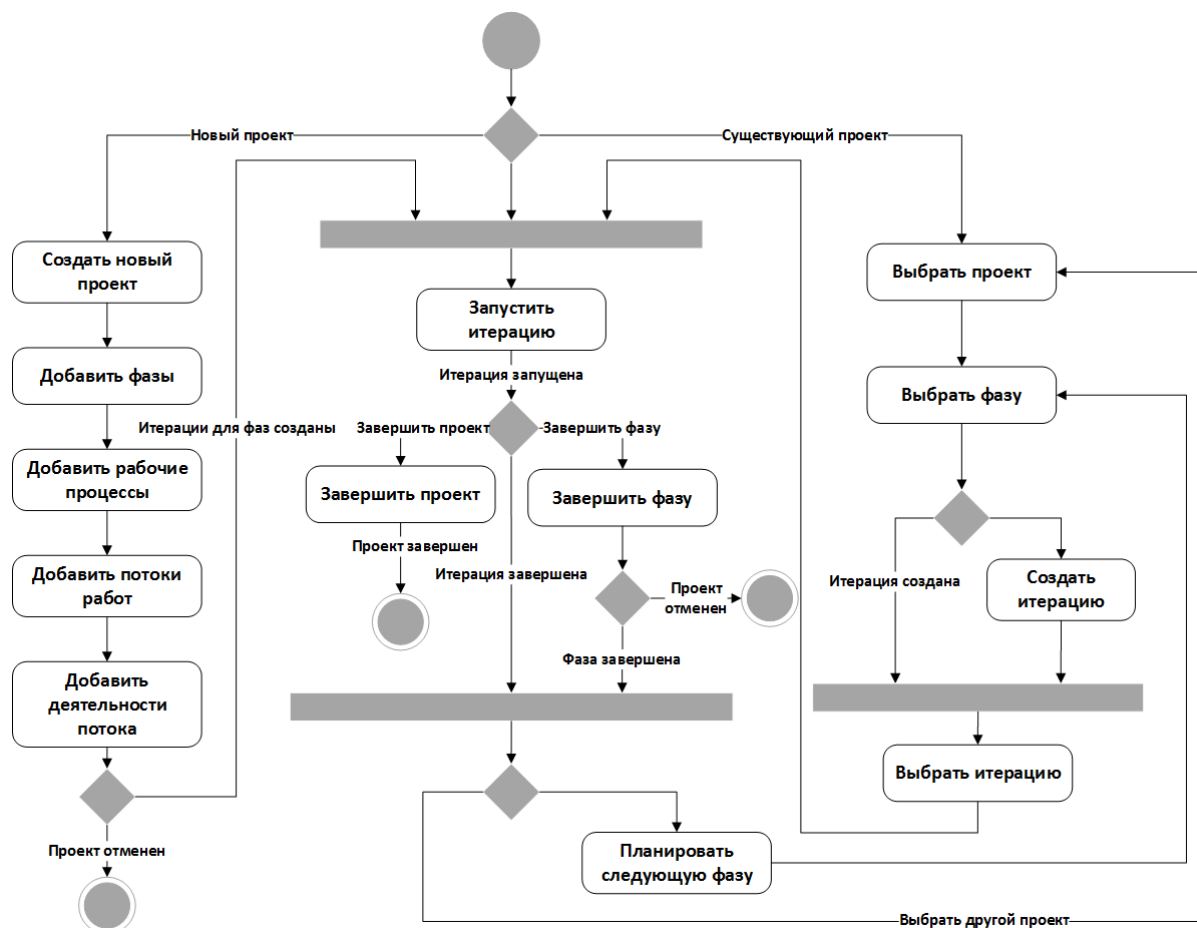 Новый проект
Существующий проект
Создать новый
проект
Выбрать проект
Запустить
итерацию
Добавить фазы
Итерация запущена
Выбрать фазу
Итерации для фаз созданы
Завершить проект
Завершить фазу
Добавить рабочие
процессы
Завершить проект
Завершить фазу
Проект завершен
Итерация завершена
Проект
отменен
Добавить потоки
работ
Итерация создана
Создать
итерацию
Фаза завершена
Добавить
деятельности
потока
Выбрать итерацию
Проект отменен
Планировать
следующую фазу
Выбрать другой проект